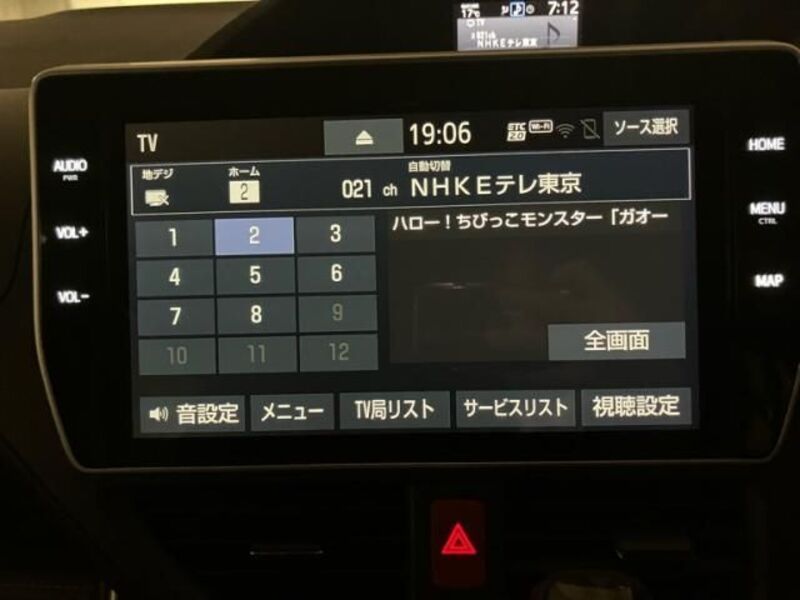 17℃ 7:12
TV
021ch
NHKEテレ東京
TV 19:06 ETC 2.0 Wi-Fi ソース選択
地デジ ホーム 自動切替
2 021 ch NHKEテレ東京
1 2 3 ハロー!ちびっこモンスター「ガオー
4 5 6
7 8 9 全画面
10 11 12
音設定 メニュー TV局リスト サービスリスト 視聴設定
AUDIO
PWR
VOL+
VOL-
HOME
MENU
CTRL
MAP